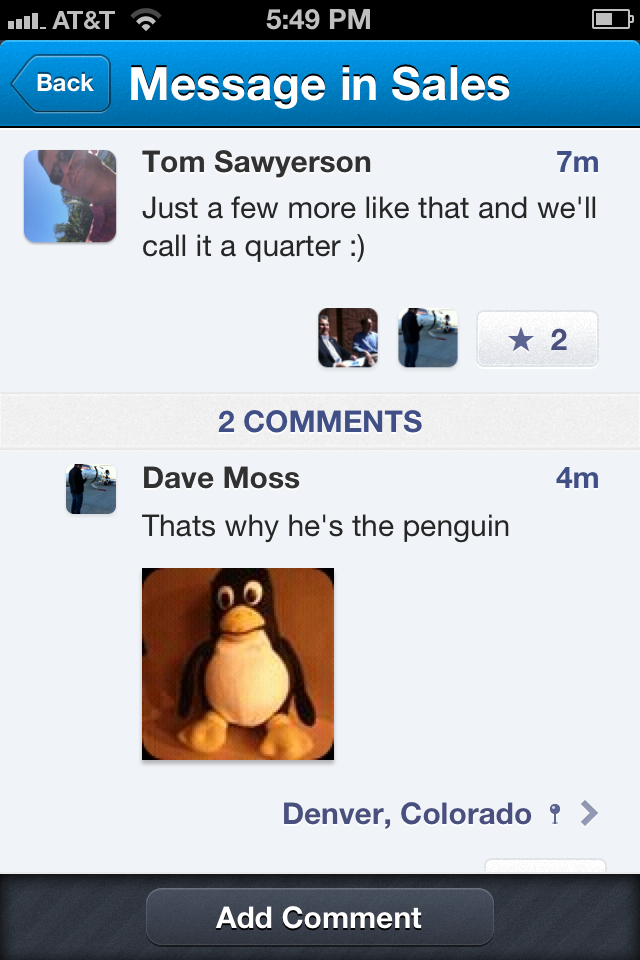 AT&T 5:49 PM
Back Message in Sales
Tom Sawyerson 7m
Just a few more like that and we'll
call it a quarter :)
★ 2
2 COMMENTS
Dave Moss 4m
Thats why he's the penguin
Denver, Colorado
Add Comment